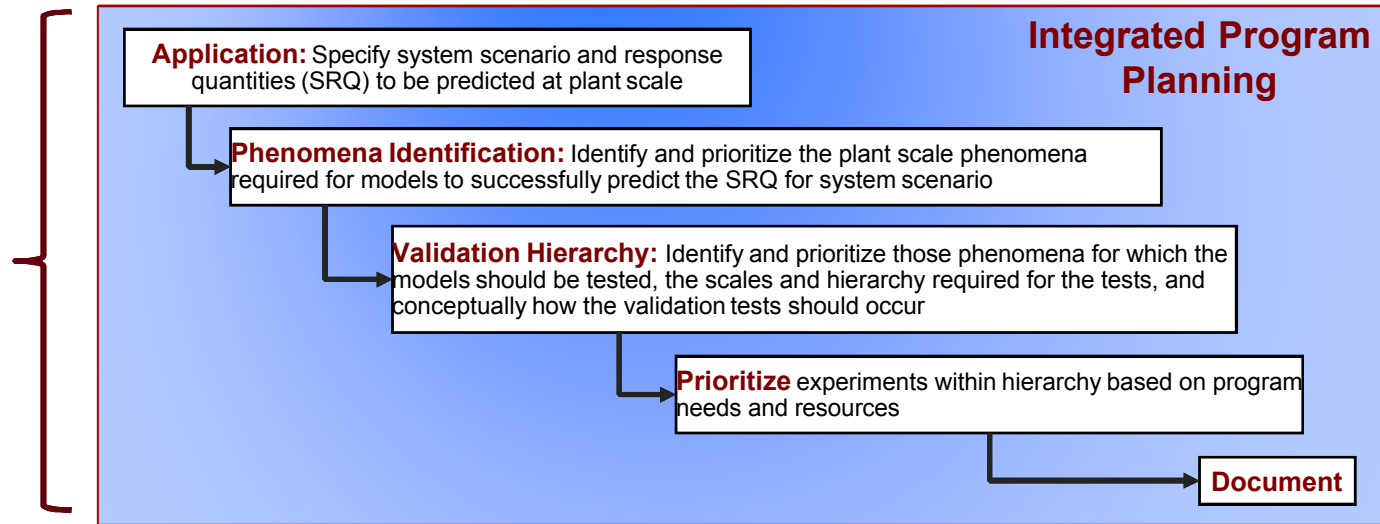 Integrated Program
Planning
Application: Specify system scenario and response
quantities (SRQ) to be predicted at plant scale
Phenomena Identification: Identify and prioritize the plant scale phenomena
required for models to successfully predict the SRQ for system scenario
Validation Hierarchy: Identify and prioritize those phenomena for which the
models should be tested, the scales and hierarchy required for the tests, and
conceptually how the validation tests should occur
Prioritize experiments within hierarchy based on program
needs and resources
Document